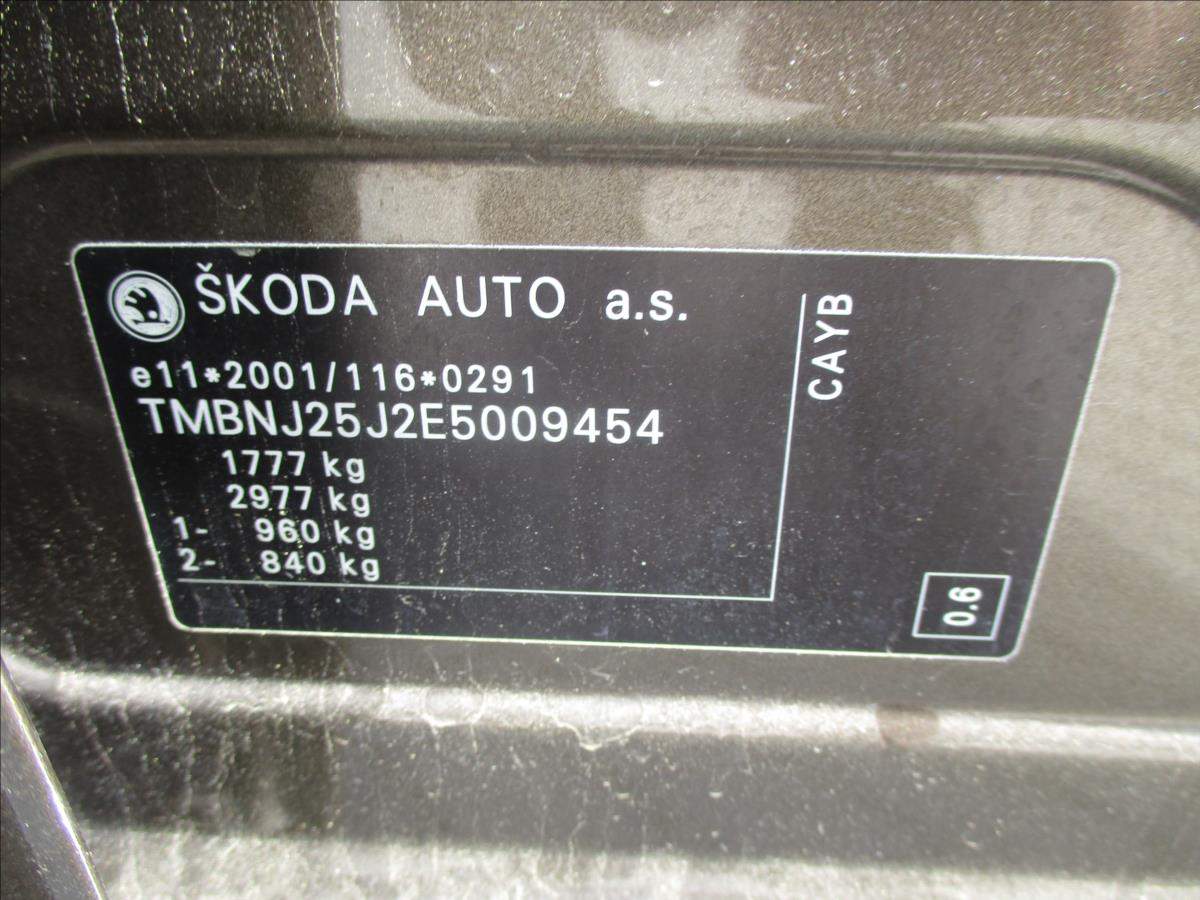 ŠKODA AUTO a.s.
e11*2001/116*0291
TMBNJ25J2E5009454
1777 kg
2977 kg
1- 960 kg
2- 840 kg
CAYB
0.6